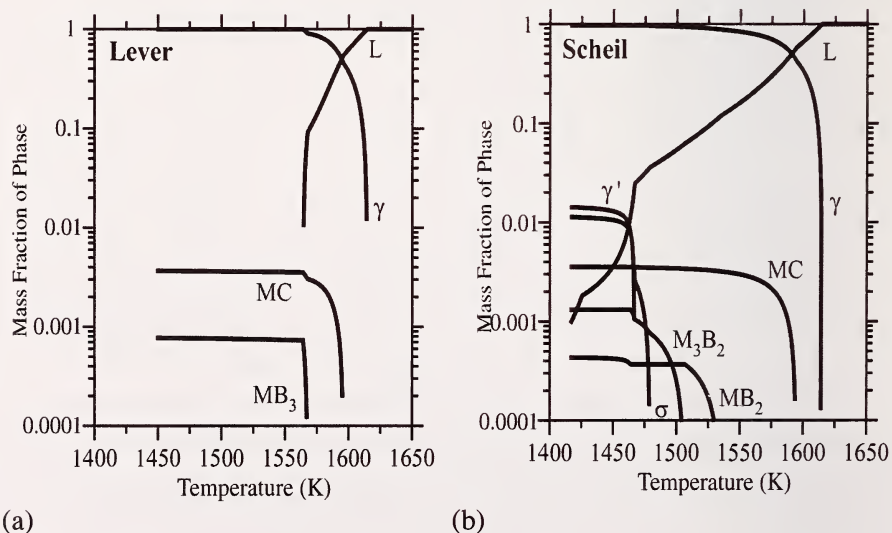 Lever
L
γ
MC
MB₃
Mass Fraction of Phase
1
0.1
0.01
0.001
0.0001
1400 1450 1500 1550 1600 1650
Temperature (K)
(a)
Scheil
L
γ'
γ
MC
M₃B₂
MB₂
σ
Mass Fraction of Phase
1
0.1
0.01
0.001
0.0001
1400 1450 1500 1550 1600 1650
Temperature (K)
(b)